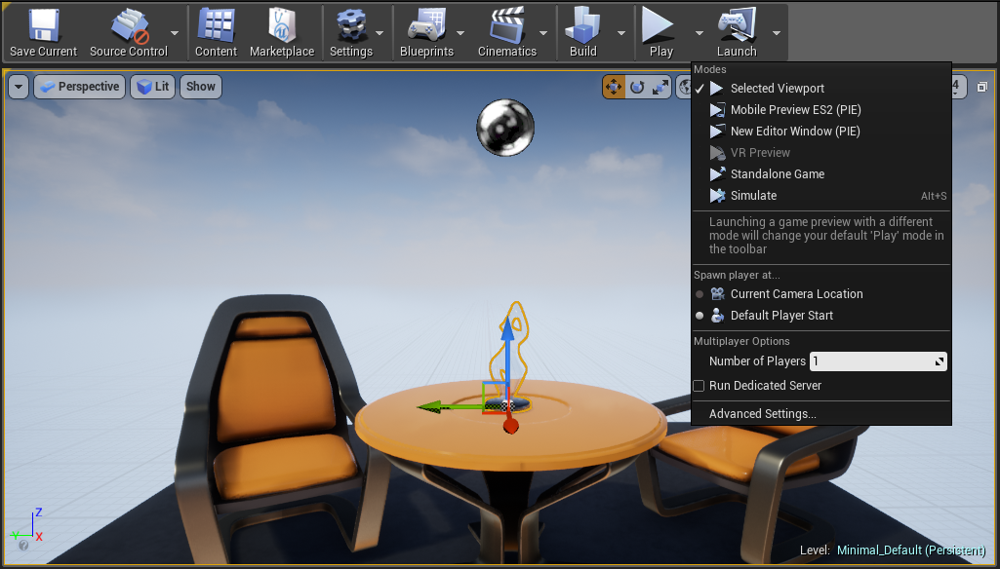 Save Current
Source Control
Content
Marketplace
Settings
Blueprints
Cinematics
Build
Play
Launch
Perspective
Lit
Show
4
Modes
Selected Viewport
Mobile Preview ES2 (PIE)
New Editor Window (PIE)
VR Preview
Standalone Game
Simulate Alt+S
Launching a game preview with a different
mode will change your default 'Play' mode in
the toolbar
Spawn player at...
Current Camera Location
Default Player Start
Multiplayer Options
Number of Players 1
Run Dedicated Server
Advanced Settings...
Z
Y
X
?
Level: Minimal_Default (Persistent)